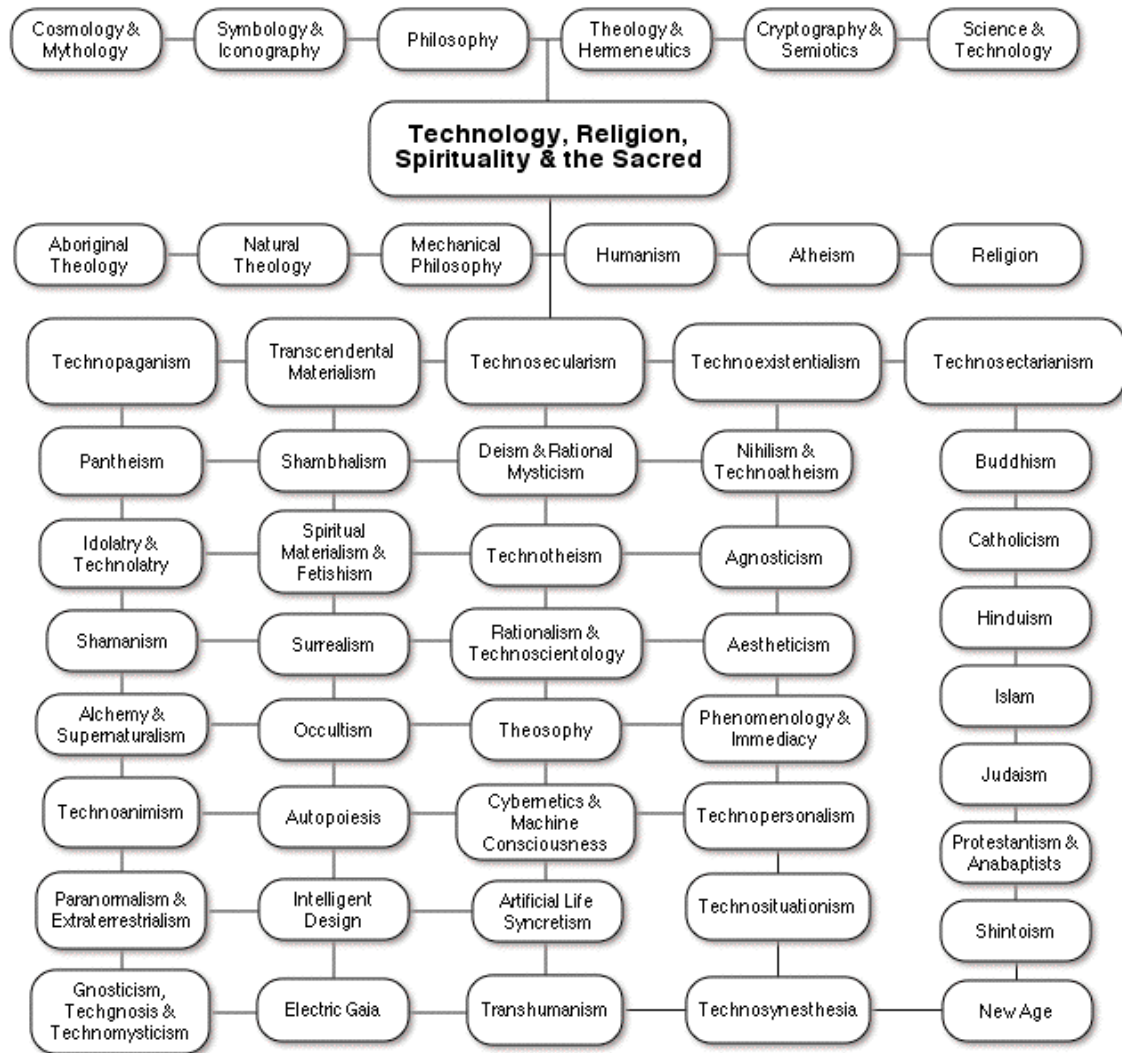 Cosmology &
Mythology
Symbology &
Iconography
Philosophy
Theology &
Hermeneutics
Cryptography &
Semiotics
Science &
Technology
Technology, Religion,
Spirituality & the Sacred
Aboriginal
Theology
Natural
Theology
Mechanical
Philosophy
Humanism
Atheism
Religion
Technopaganism
Transcendental
Materialism
Technosecularism
Technoexistentialism
Technosectarianism
Pantheism
Shambhalism
Deism & Rational
Mysticism
Nihilism &
Technoatheism
Buddhism
Idolatry &
Technolatry
Spiritual
Materialism &
Fetishism
Technotheism
Agnosticism
Catholicism
Shamanism
Surrealism
Rationalism &
Technoscientology
Aestheticism
Hinduism
Alchemy &
Supernaturalism
Occultism
Theosophy
Phenomenology &
Immediacy
Islam
Technoanimism
Autopoiesis
Cybernetics &
Machine
Consciousness
Technopersonalism
Judaism
Paranormalism &
Extraterrestrialism
Intelligent
Design
Artificial Life
Syncretism
Technosituationism
Protestantism &
Anabaptists
Shintoism
Gnosticism,
Techgnosis &
Technomysticism
Electric Gaia
Transhumanism
Technosynesthesia
New Age